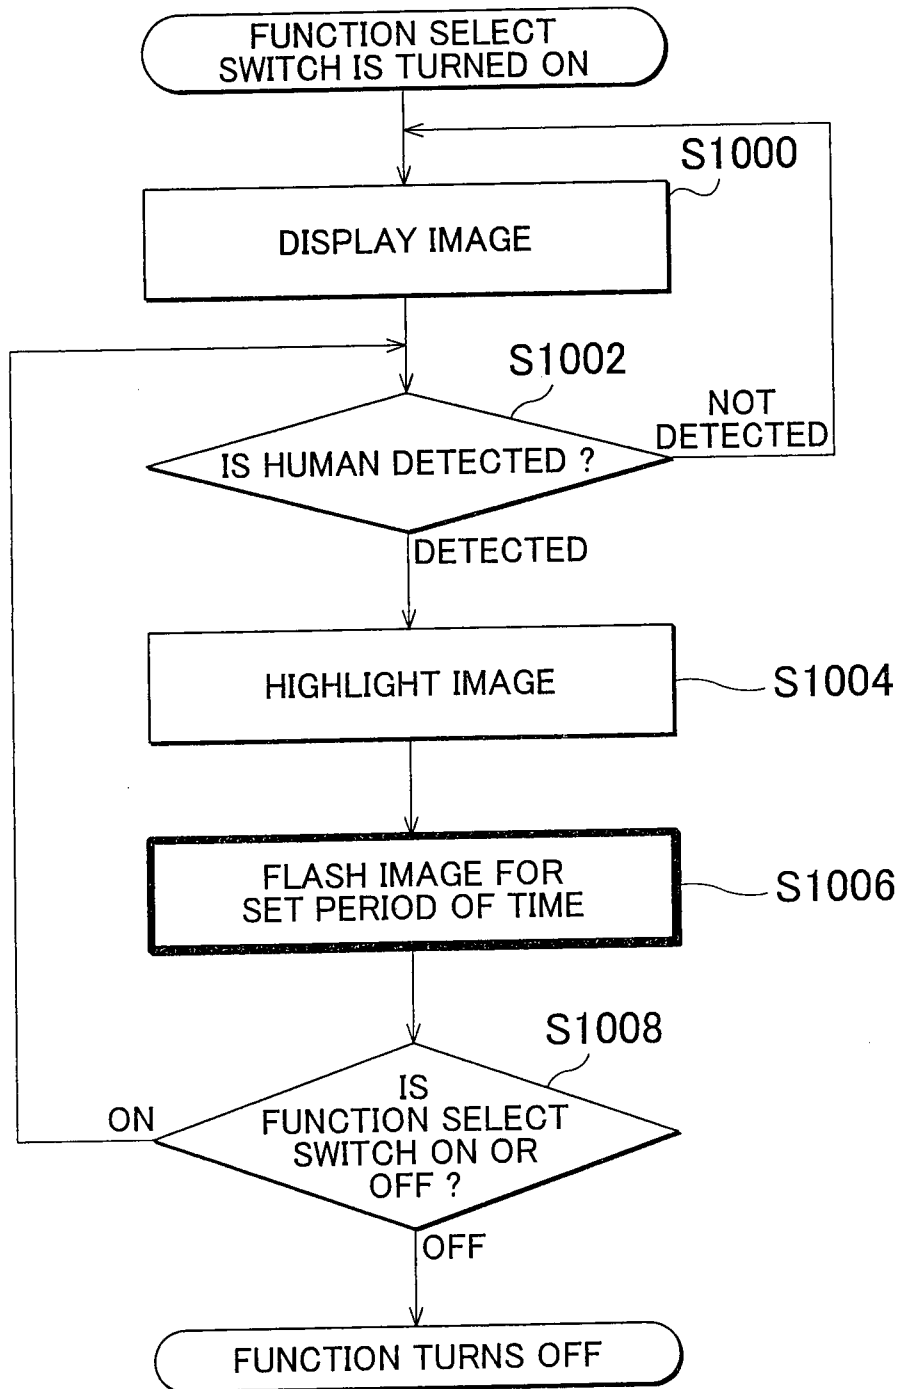 FUNCTION SELECT
SWITCH IS TURNED ON
S1000
DISPLAY IMAGE
S1002
NOT
DETECTED
IS HUMAN DETECTED ?
DETECTED
HIGHLIGHT IMAGE
S1004
FLASH IMAGE FOR
SET PERIOD OF TIME
S1006
S1008
IS
FUNCTION SELECT
SWITCH ON OR
OFF ?
ON
OFF
FUNCTION TURNS OFF